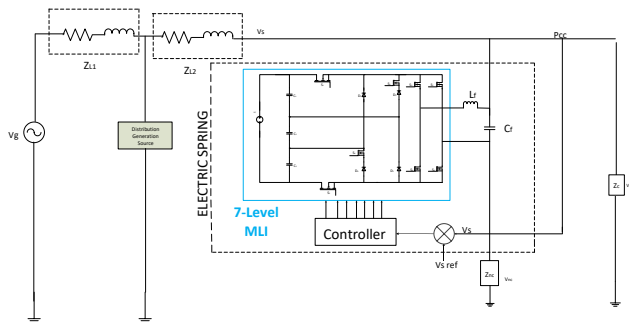 Vs
Pcc
ZL1
ZL2
Lf
Cf
Vg
Distribution
Generation
Source
ELECTRIC SPRING
7-Level
MLI
Controller
Vs
Vs ref
Zc
Znc
Vnc